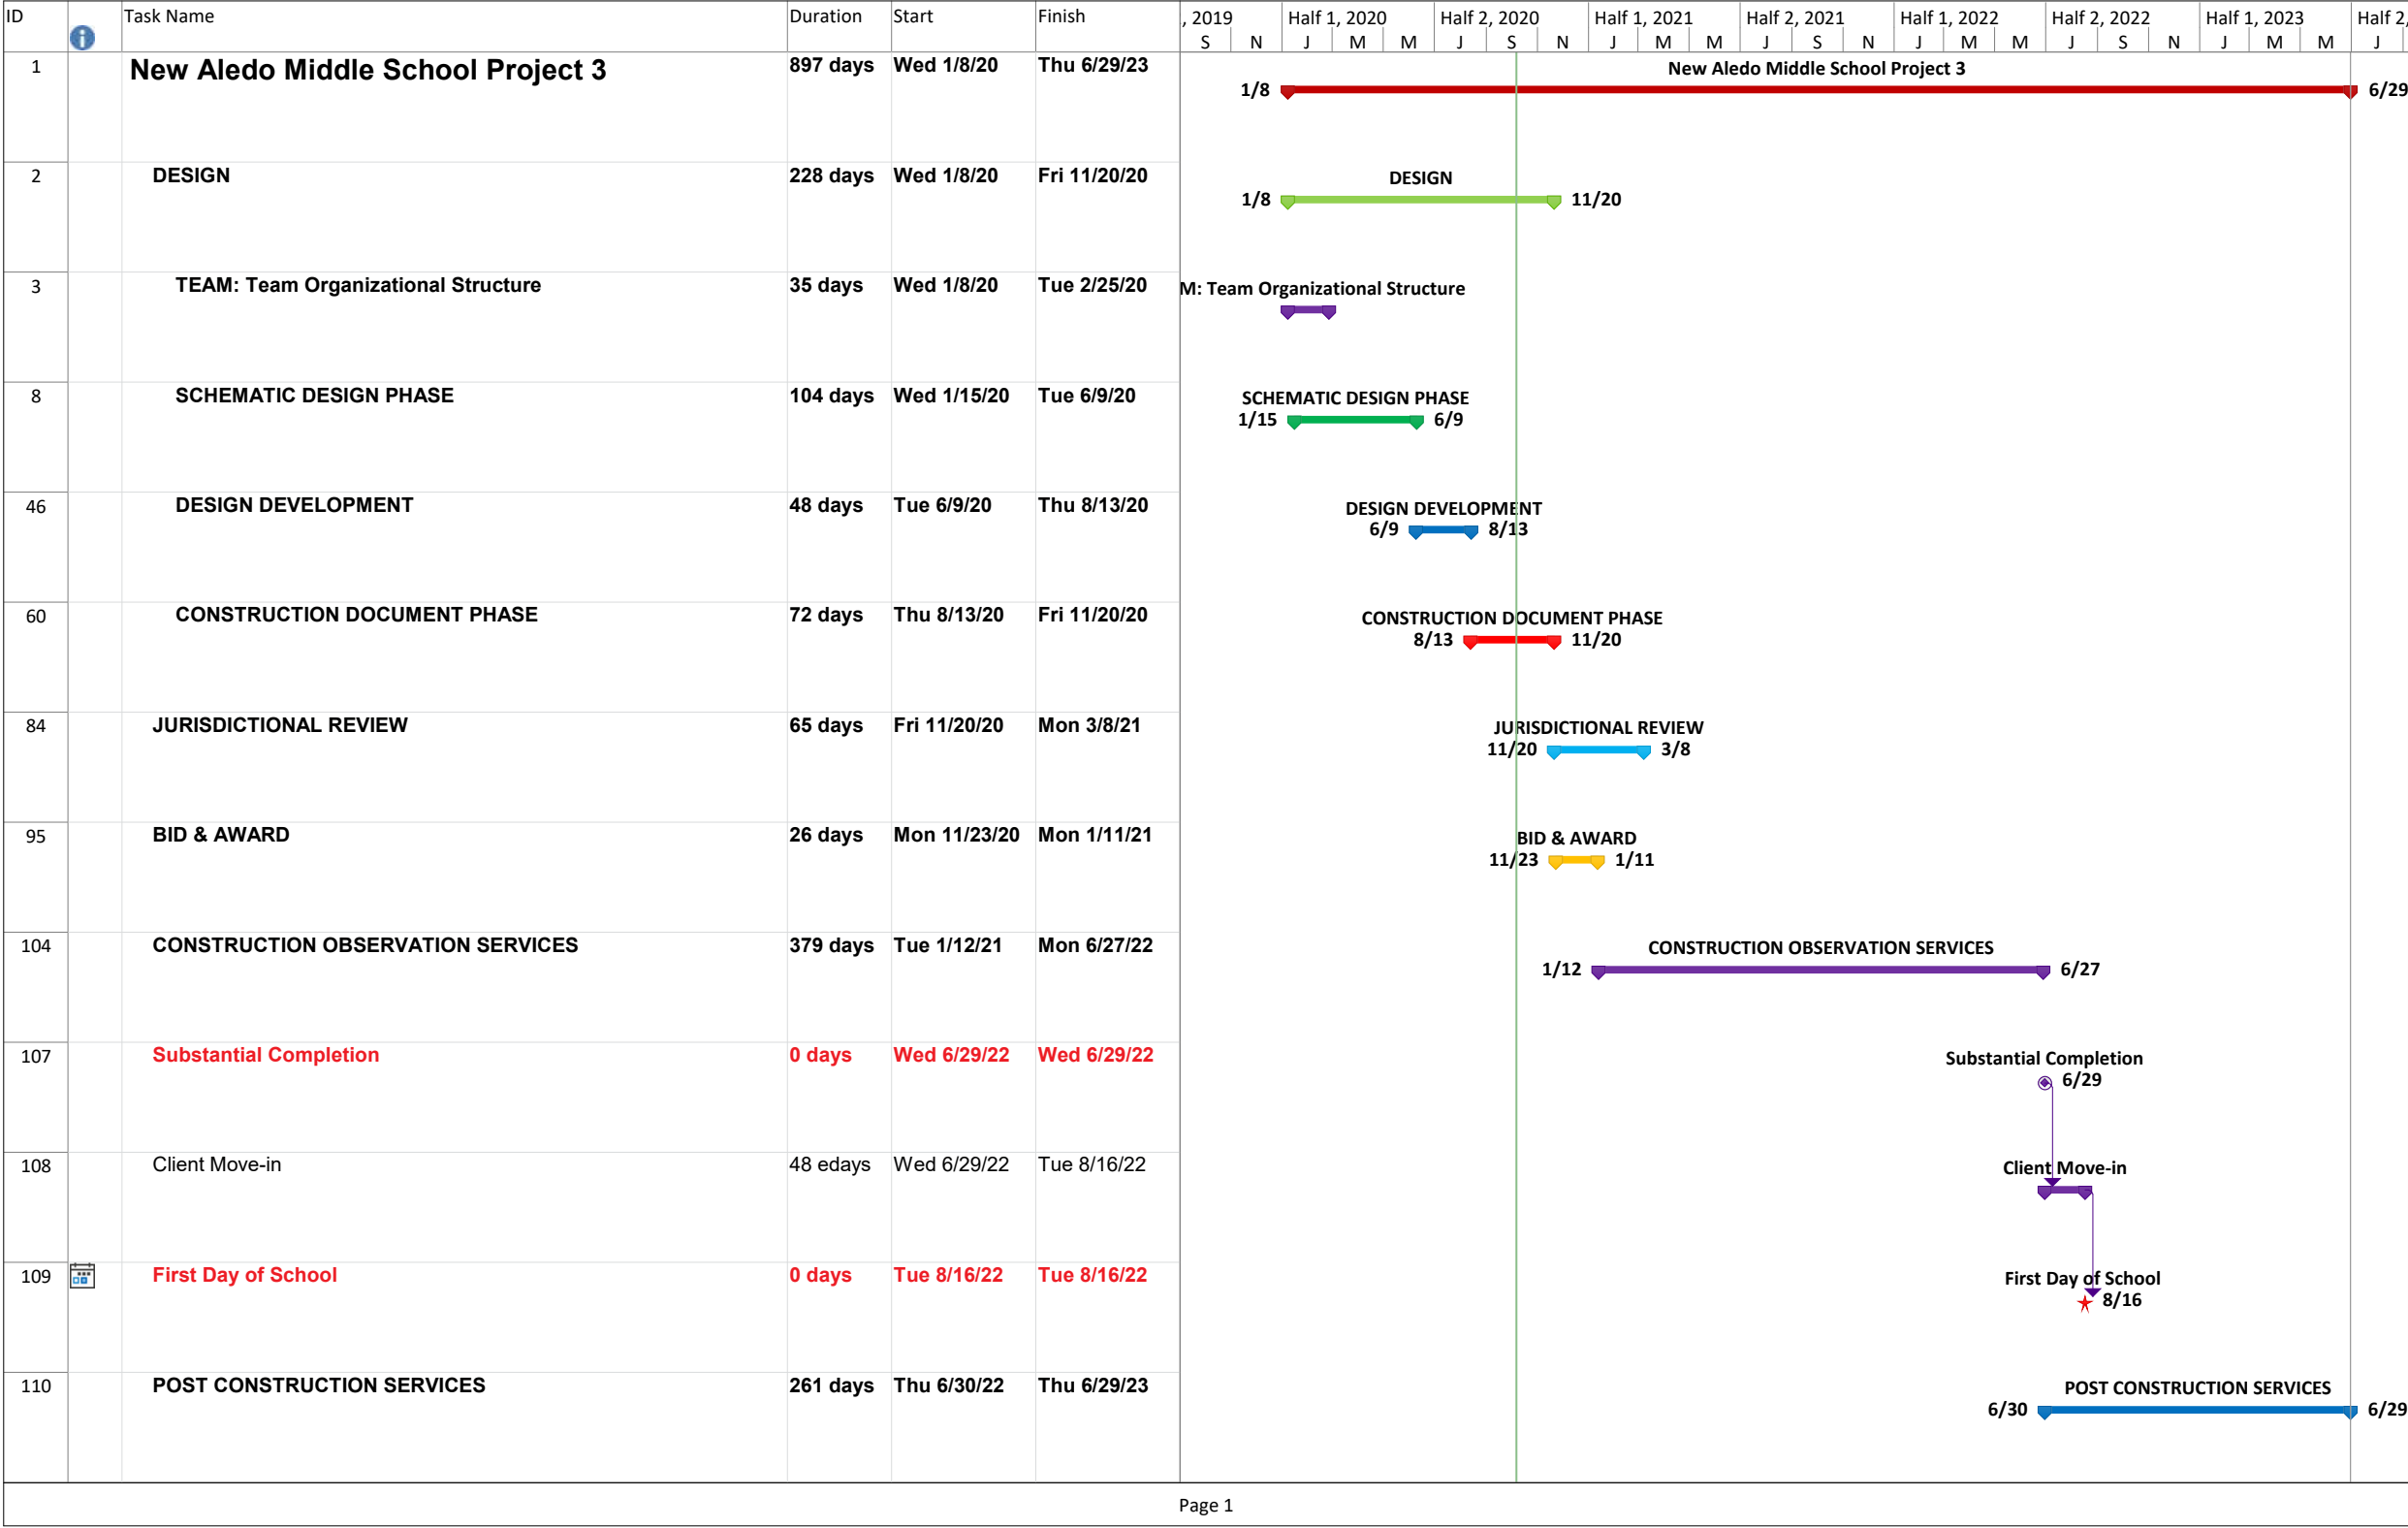 ID Task Name Duration Start Finish , 2019 Half 1, 2020 Half 2, 2020 Half 1, 2021 Half 2, 2021 Half 1, 2022 Half 2, 2022 Half 1, 2023 Half 2,
S N J M M J S N J M M J S N J M M J S N J M M J
1 New Aledo Middle School Project 3 897 days Wed 1/8/20 Thu 6/29/23 New Aledo Middle School Project 3
1/8 6/29
2 DESIGN 228 days Wed 1/8/20 Fri 11/20/20 DESIGN
1/8 11/20
3 TEAM: Team Organizational Structure 35 days Wed 1/8/20 Tue 2/25/20 M: Team Organizational Structure
8 SCHEMATIC DESIGN PHASE 104 days Wed 1/15/20 Tue 6/9/20 SCHEMATIC DESIGN PHASE
1/15 6/9
46 DESIGN DEVELOPMENT 48 days Tue 6/9/20 Thu 8/13/20 DESIGN DEVELOPMENT
6/9 8/13
60 CONSTRUCTION DOCUMENT PHASE 72 days Thu 8/13/20 Fri 11/20/20 CONSTRUCTION DOCUMENT PHASE
8/13 11/20
84 JURISDICTIONAL REVIEW 65 days Fri 11/20/20 Mon 3/8/21 JURISDICTIONAL REVIEW
11/20 3/8
95 BID & AWARD 26 days Mon 11/23/20 Mon 1/11/21 BID & AWARD
11/23 1/11
104 CONSTRUCTION OBSERVATION SERVICES 379 days Tue 1/12/21 Mon 6/27/22 CONSTRUCTION OBSERVATION SERVICES
1/12 6/27
107 Substantial Completion 0 days Wed 6/29/22 Wed 6/29/22 Substantial Completion
6/29
108 Client Move-in 48 edays Wed 6/29/22 Tue 8/16/22 Client Move-in
109 First Day of School 0 days Tue 8/16/22 Tue 8/16/22 First Day of School
8/16
110 POST CONSTRUCTION SERVICES 261 days Thu 6/30/22 Thu 6/29/23 POST CONSTRUCTION SERVICES
6/30 6/29
Page 1